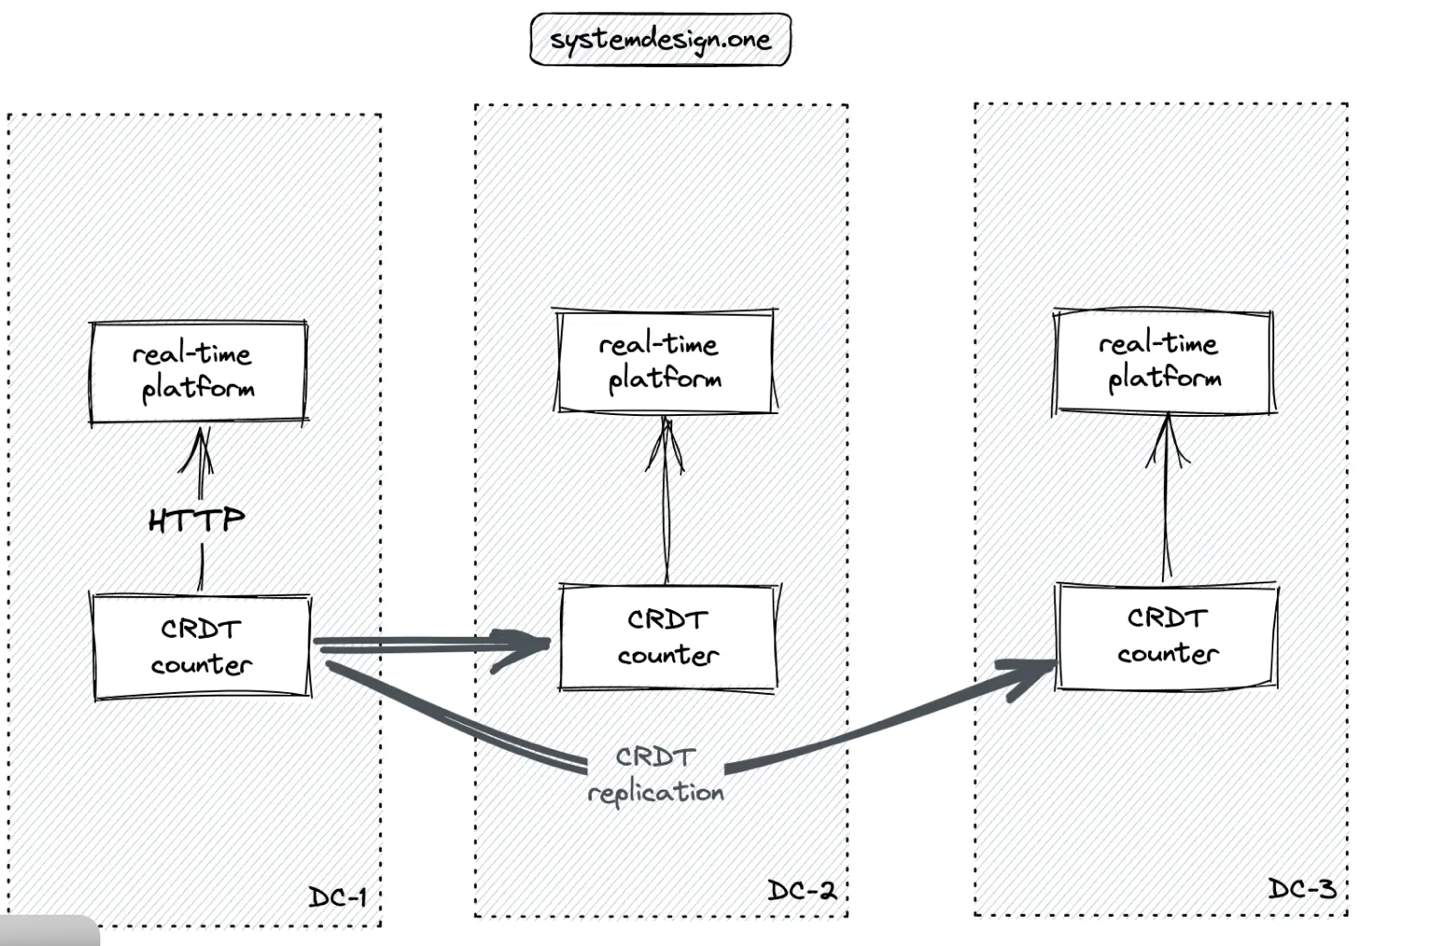 systemdesign.one
real-time
platform
real-time
platform
real-time
platform
HTTP
CRDT
counter
CRDT
counter
CRDT
counter
CRDT
replication
DC-1
DC-2
DC-3